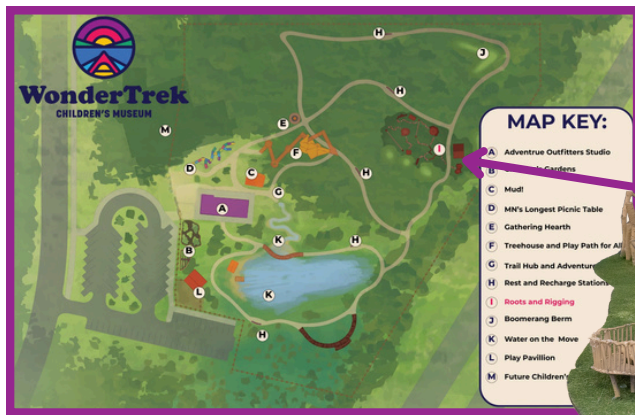 WonderTrek
CHILDREN'S MUSEUM
H
J
H
E
M
F
I
D
C
H
G
A
K
H
B
L
K
H
MAP KEY:
A Adventrue Outfitters Studio
B Gardens
C Mud!
D MN's Longest Picnic Table
E Gathering Hearth
F Treehouse and Play Path for All
G Trail Hub and Adventure
H Rest and Recharge Stations
I Roots and Rigging
J Boomerang Berm
K Water on the Move
L Play Pavillion
M Future Children's